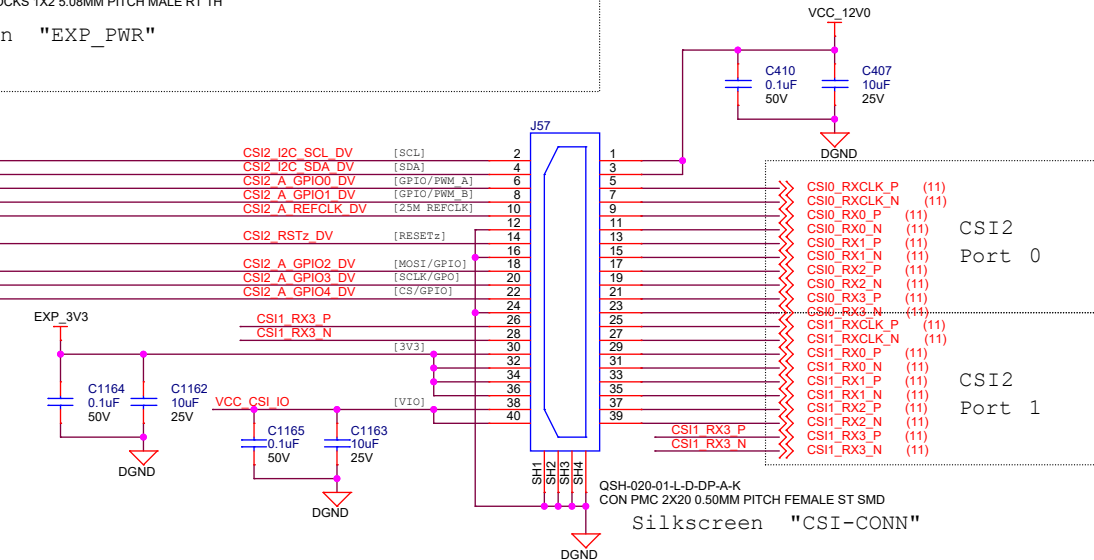 OCKS 1X2 5.08MM PITCH MALE RT TH
n "EXP_PWR"
VCC_12V0
C410
0.1uF
50V
C407
10uF
25V
DGND
J57
CSI2_I2C_SCL_DV [SCL] 2
CSI2_I2C_SDA_DV [SDA] 4
CSI2_A_GPIO0_DV [GPIO/PWM_A] 6
CSI2_A_GPIO1_DV [GPIO/PWM_B] 8
CSI2_A_REFCLK_DV [25M REFCLK] 10
12
CSI2_RSTz_DV [RESETz] 14
16
CSI2_A_GPIO2_DV [MOSI/GPIO] 18
CSI2_A_GPIO3_DV [SCLK/GPO] 20
CSI2_A_GPIO4_DV [CS/GPIO] 22
24
CSI1_RX3_P 26
CSI1_RX3_N 28
[3V3] 30
32
34
36
[VIO] 38
40
1
3
5 CSI0_RXCLK_P (11)
7 CSI0_RXCLK_N (11)
9 CSI0_RX0_P (11)
11 CSI0_RX0_N (11)
13 CSI0_RX1_P (11)
15 CSI0_RX1_N (11)
17 CSI0_RX2_P (11)
19 CSI0_RX2_N (11)
21 CSI0_RX3_P (11)
23 CSI0_RX3_N (11)
25 CSI1_RXCLK_P (11)
27 CSI1_RXCLK_N (11)
29 CSI1_RX0_P (11)
31 CSI1_RX0_N (11)
33 CSI1_RX1_P (11)
35 CSI1_RX1_N (11)
37 CSI1_RX2_P (11)
39 CSI1_RX2_N (11)
CSI1_RX3_P CSI1_RX3_P (11)
CSI1_RX3_N CSI1_RX3_N (11)
CSI2
Port 0
CSI2
Port 1
EXP_3V3
C1164
0.1uF
50V
C1162
10uF
25V
DGND
VCC_CSI_IO
C1165
0.1uF
50V
C1163
10uF
25V
DGND
SH1
SH2
SH3
SH4
DGND
QSH-020-01-L-D-DP-A-K
CON PMC 2X20 0.50MM PITCH FEMALE ST SMD
Silkscreen "CSI-CONN"